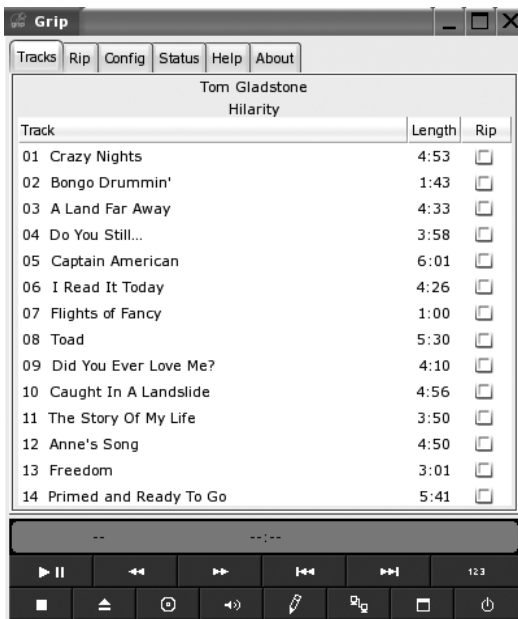 Grip
Tracks Rip Config Status Help About
Tom Gladstone
Hilarity
Track Length Rip
01 Crazy Nights 4:53
02 Bongo Drummin' 1:43
03 A Land Far Away 4:33
04 Do You Still... 3:58
05 Captain American 6:01
06 I Read It Today 4:26
07 Flights of Fancy 1:00
08 Toad 5:30
09 Did You Ever Love Me? 4:10
10 Caught In A Landslide 4:56
11 The Story Of My Life 3:50
12 Anne's Song 4:50
13 Freedom 3:01
14 Primed and Ready To Go 5:41
-- --:--
123